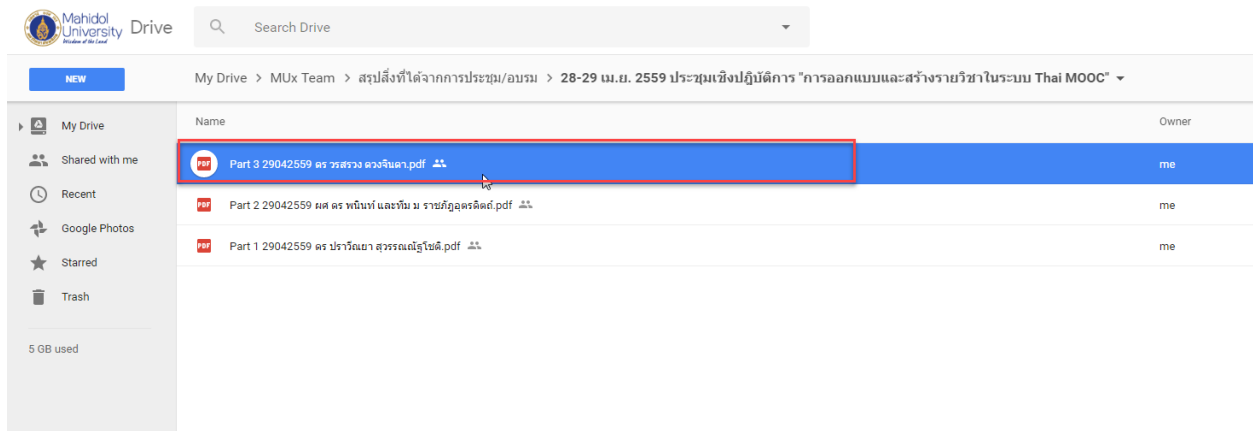 Mahidol University Drive
Wisdom of the Land
Search Drive
NEW
My Drive > MUx Team > สรุปสิ่งที่ได้จากการประชุม/อบรม > 28-29 เม.ย. 2559 ประชุมเชิงปฏิบัติการ "การออกแบบและสร้างรายวิชาในระบบ Thai MOOC"
My Drive
Shared with me
Recent
Google Photos
Starred
Trash
5 GB used
Name Owner
PDF Part 3 29042559 ดร วรสรวง ดวงจินดา.pdf me
PDF Part 2 29042559 ผศ ดร พนินท์ และทีม ม ราชภัฏอุตรดิตถ์.pdf me
PDF Part 1 29042559 ดร ปราวีณยา สุวรรณณัฐโชติ.pdf me